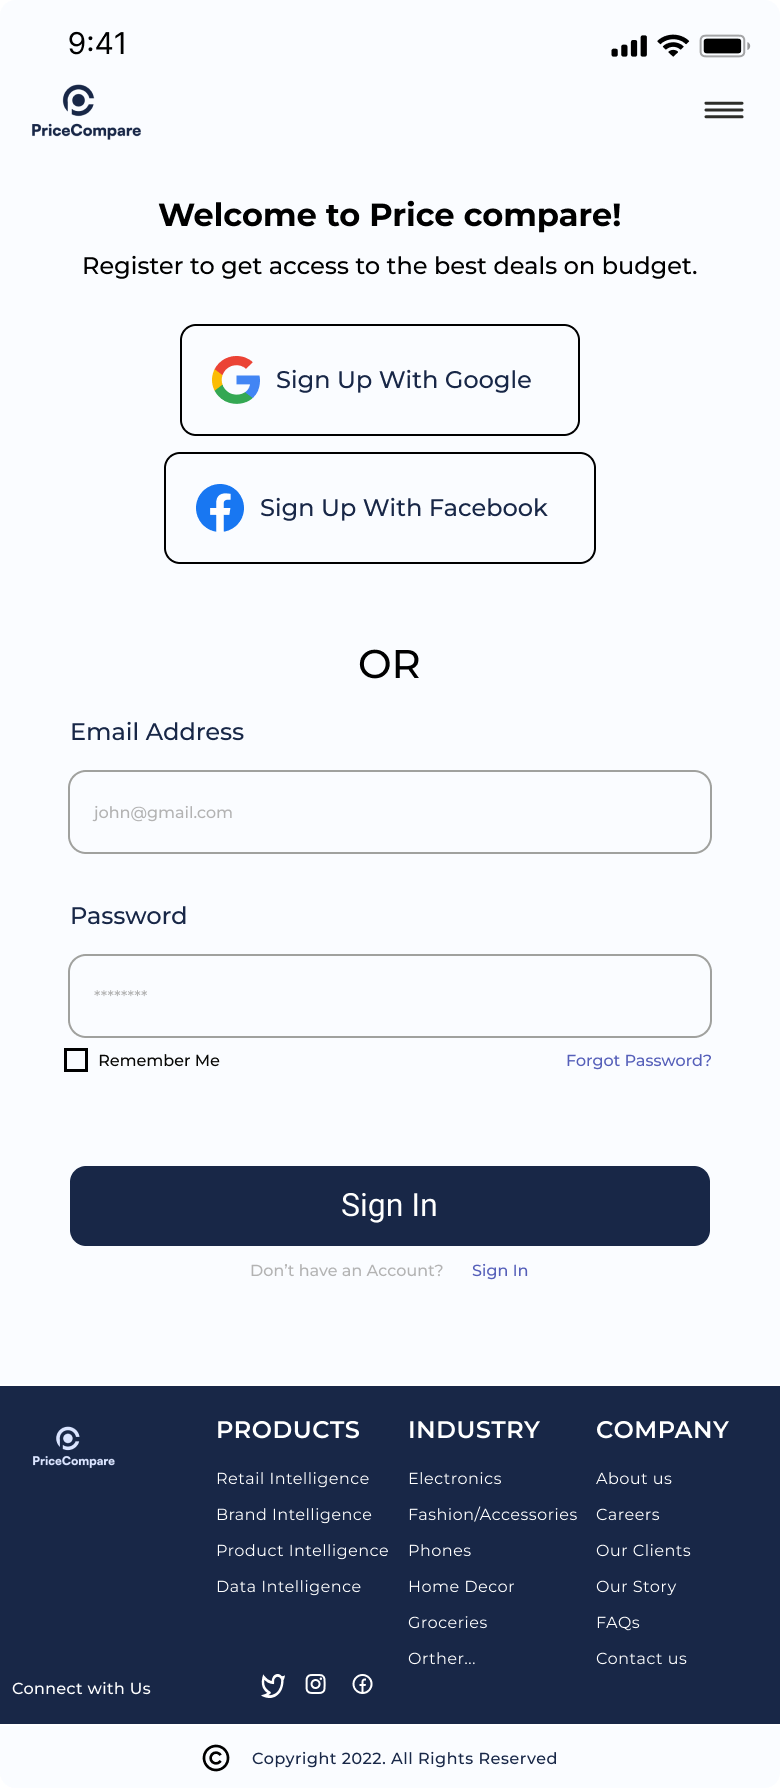 9:41
PriceCompare
Welcome to Price compare!
Register to get access to the best deals on budget.
Sign Up With Google
Sign Up With Facebook
OR
Email Address
john@gmail.com
Password
********
Remember Me
Forgot Password?
Sign In
Don’t have an Account? Sign In
PriceCompare
PRODUCTS
Retail Intelligence
Brand Intelligence
Product Intelligence
Data Intelligence
INDUSTRY
Electronics
Fashion/Accessories
Phones
Home Decor
Groceries
Orther...
COMPANY
About us
Careers
Our Clients
Our Story
FAQs
Contact us
Connect with Us
© Copyright 2022. All Rights Reserved